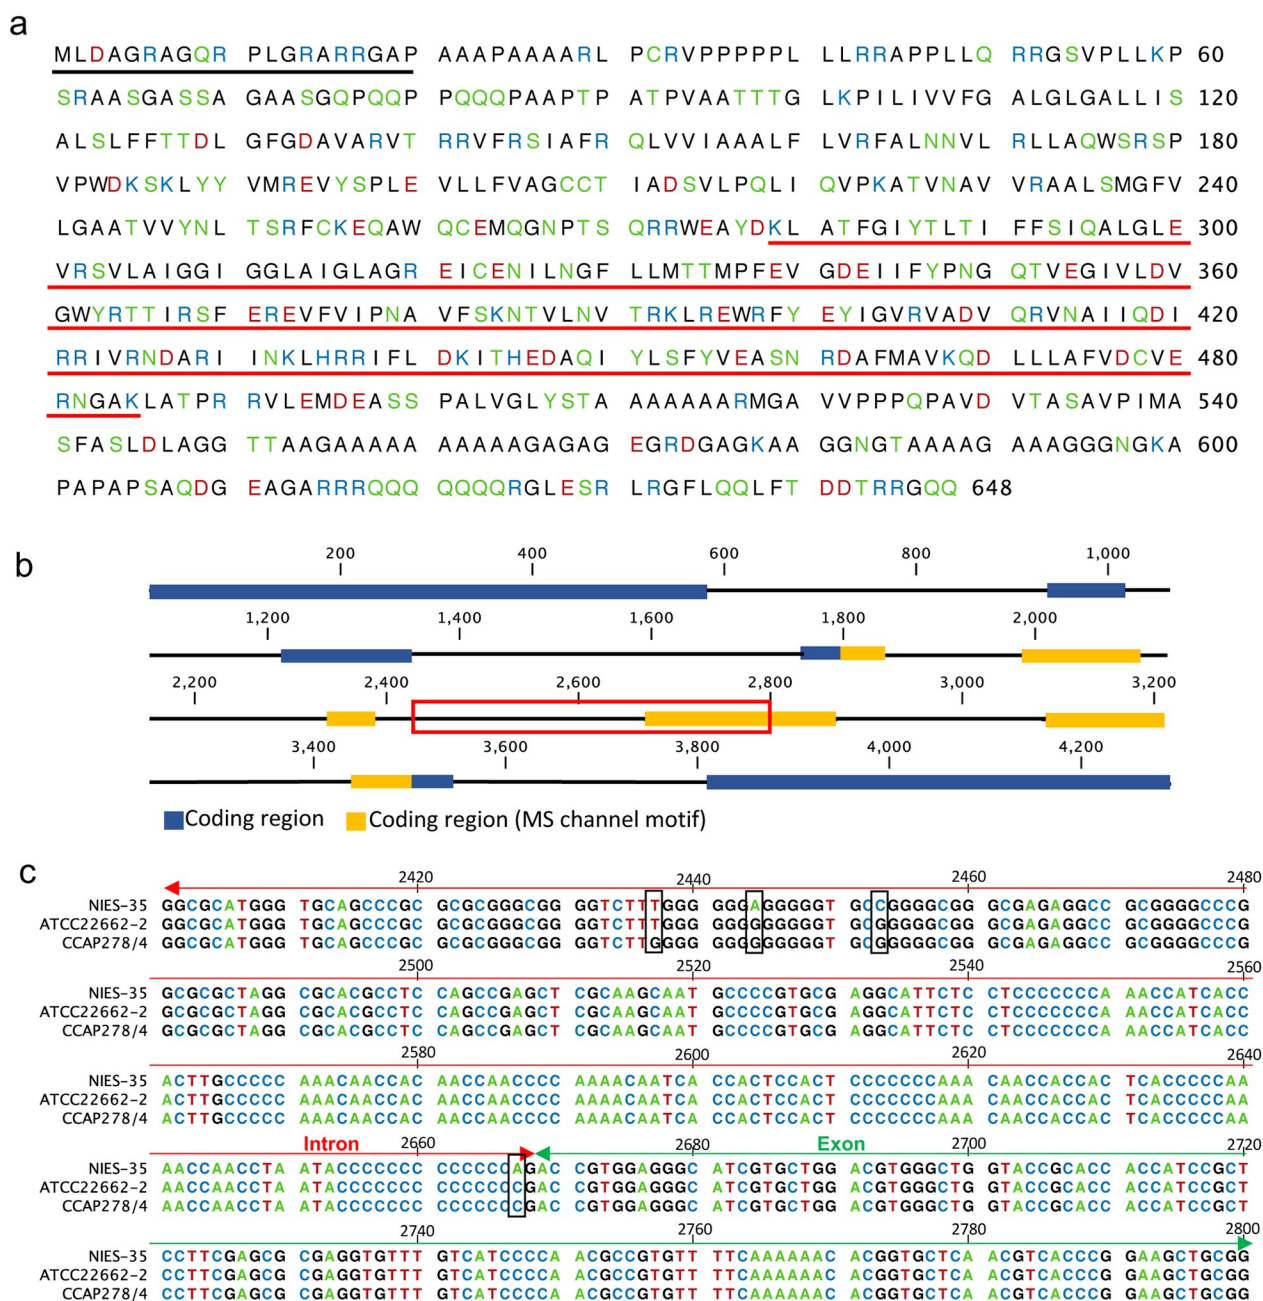 a
MLDAGRAGQR PLGRARRGAP AAAPAAAARL PCRVPPPPPL LLRRAPPLLQ RRGSVPLLKP 60
SRAASGASSA GAASGQPQQP PQQQPAAPTP ATPVAATTTG LKPILIVVFG ALGLGALLIS 120
ALSLFFTTDL GFGDAVARVT RRVFRSIAFR QLVVIAAALF LVRFALNNVL RLLAQWSRSP 180
VPWDKSKLYY VMREVYSPLE VLLFVAGCCT IADSVLPQLI QVPKATVNAV VRAALSMGFV 240
LGAATVVYNL TSRFCKEQAW QCEMQGNPTS QRRWEAYDKL ATFGIYTLTI FFSIQALGLE 300
VRSVLAIGGI GGLAIGLAGR EICENILNGF LLMTTMPFEV GDEIIFYPNG QTVEGIVLDV 360
GWYRTTIRSF EREVFVIPNA VFSKNTVLNV TRKLREWRFY EYIGVRVADV QRVNAIIQDI 420
RRIVRNDARI INKLHRRIFL DKITHEDAQI YLSFYVEASN RDAFMAVKQD LLLAFVDCVE 480
RNGAKLATPR RVLEMDEASS PALVGLYSTA AAAAAARMGA VVPPPQPAVD VTASAVPIMA 540
SFASLDLAGG TTAAGAAAAA AAAAAGAGAG EGRDGAGKAA GGNGTAAAAG AAAGGGNGKA 600
PAPAPSAQDG EAGARRRQQQ QQQQRGLESR LRGFLQQLFT DDTRRGQQ 648
b
200 400 600 800 1,000
1,200 1,400 1,600 1,800 2,000
2,200 2,400 2,600 2,800 3,000 3,200
3,400 3,600 3,800 4,000 4,200
Coding region Coding region (MS channel motif)
c
2420 2440 2460 2480
NIES-35 GGCGCATGGG TGCAGCCCGC GCGCGGGCGG GGTCTTTGGG GGGAGGGGGT GCCGGGGCGG GCGAGAGGCC GCGGGGCCCG
ATCC22662-2 GGCGCATGGG TGCAGCCCGC GCGCGGGCGG GGTCTTTGGG GGGGGGGGGT GCGGGGGCGG GCGAGAGGCC GCGGGGCCCG
CCAP278/4 GGCGCATGGG TGCAGCCCGC GCGCGGGCGG GGTCTTGGGG GGGGGGGGGT GCGGGGGCGG GCGAGAGGCC GCGGGGCCCG
2500 2520 2540 2560
NIES-35 GCGCGCTAGG CGCACGCCTC CAGCCGAGCT CGCAAGCAAT GCCCCGTGCG AGGCATTCTC CTCCCCCCCA AACCATCACC
ATCC22662-2 GCGCGCTAGG CGCACGCCTC CAGCCGAGCT CGCAAGCAAT GCCCCGTGCG AGGCATTCTC CTCCCCCCCA AACCATCACC
CCAP278/4 GCGCGCTAGG CGCACGCCTC CAGCCGAGCT CGCAAGCAAT GCCCCGTGCG AGGCATTCTC CTCCCCCCCA AACCATCACC
2580 2600 2620 2640
NIES-35 ACTTGCCCCC AAACAACCAC AACCAACCCC AAAACAATCA CCACTCCACT CCCCCCCAAA CAACCACCAC TCACCCCCAA
ATCC22662-2 ACTTGCCCCC AAACAACCAC AACCAACCCC AAAACAATCA CCACTCCACT CCCCCCCAAA CAACCACCAC TCACCCCCAA
CCAP278/4 ACTTGCCCCC AAACAACCAC AACCAACCCC AAAACAATCA CCACTCCACT CCCCCCCAAA CAACCACCAC TCACCCCCAA
Intron 2660 2680 Exon 2700 2720
NIES-35 AACCAACCTA ATACCCCCCC CCCCCCAGAC CGTGGAGGGC ATCGTGCTGG ACGTGGGCTG GTACCGCACC ACCATCCGCT
ATCC22662-2 AACCAACCTA ATACCCCCCC CCCCCCCGAC CGTGGAGGGC ATCGTGCTGG ACGTGGGCTG GTACCGCACC ACCATCCGCT
CCAP278/4 AACCAACCTA ATACCCCCCC CCCCCCCGAC CGTGGAGGGC ATCGTGCTGG ACGTGGGCTG GTACCGCACC ACCATCCGCT
2740 2760 2780 2800
NIES-35 CCTTCGAGCG CGAGGTGTTT GTCATCCCCA ACGCCGTGTT TTCAAAAAAC ACGGTGCTCA ACGTCACCCG GAAGCTGCGG
ATCC22662-2 CCTTCGAGCG CGAGGTGTTT GTCATCCCCA ACGCCGTGTT TTCAAAAAAC ACGGTGCTCA ACGTCACCCG GAAGCTGCGG
CCAP278/4 CCTTCGAGCG CGAGGTGTTT GTCATCCCCA ACGCCGTGTT TTCAAAAAAC ACGGTGCTCA ACGTCACCCG GAAGCTGCGG